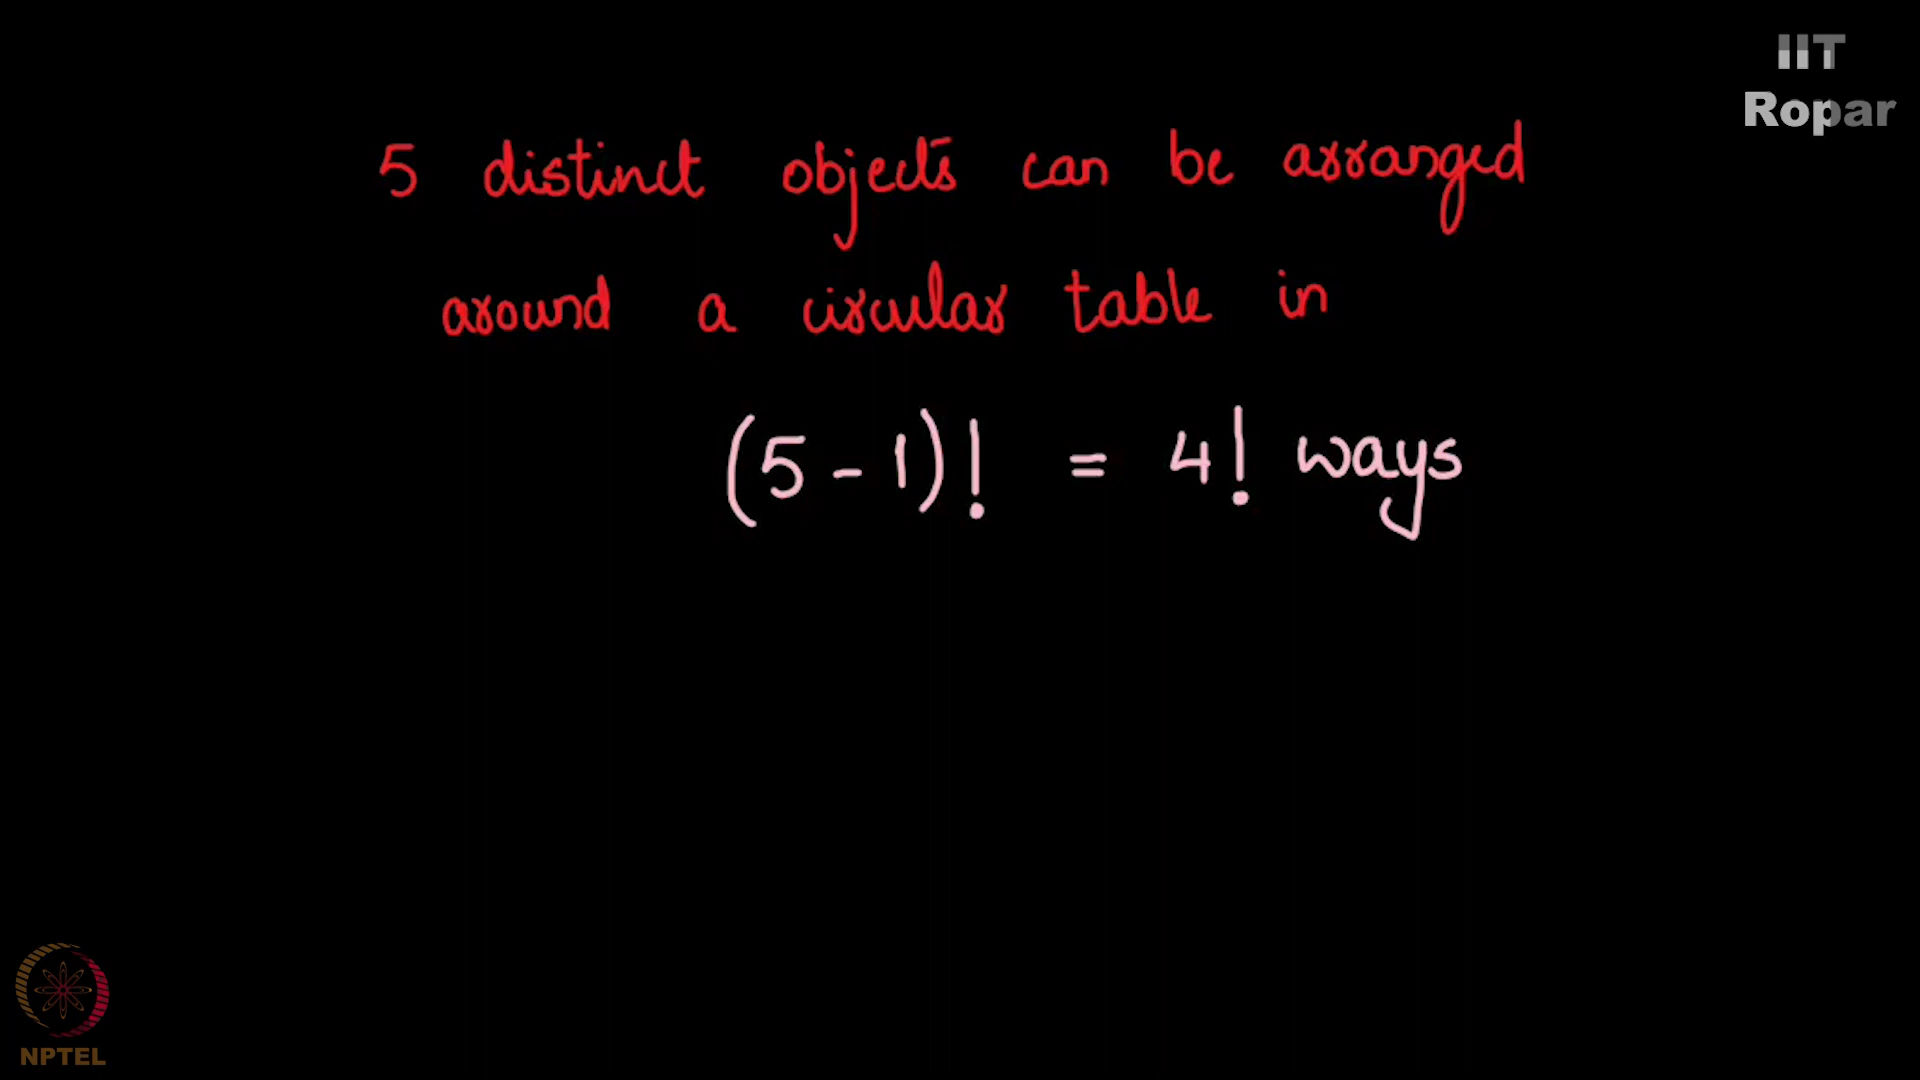 IIT
Ropar
5 distinct objects can be arranged
around a circular table in
(5 - 1)! = 4! ways
NPTEL